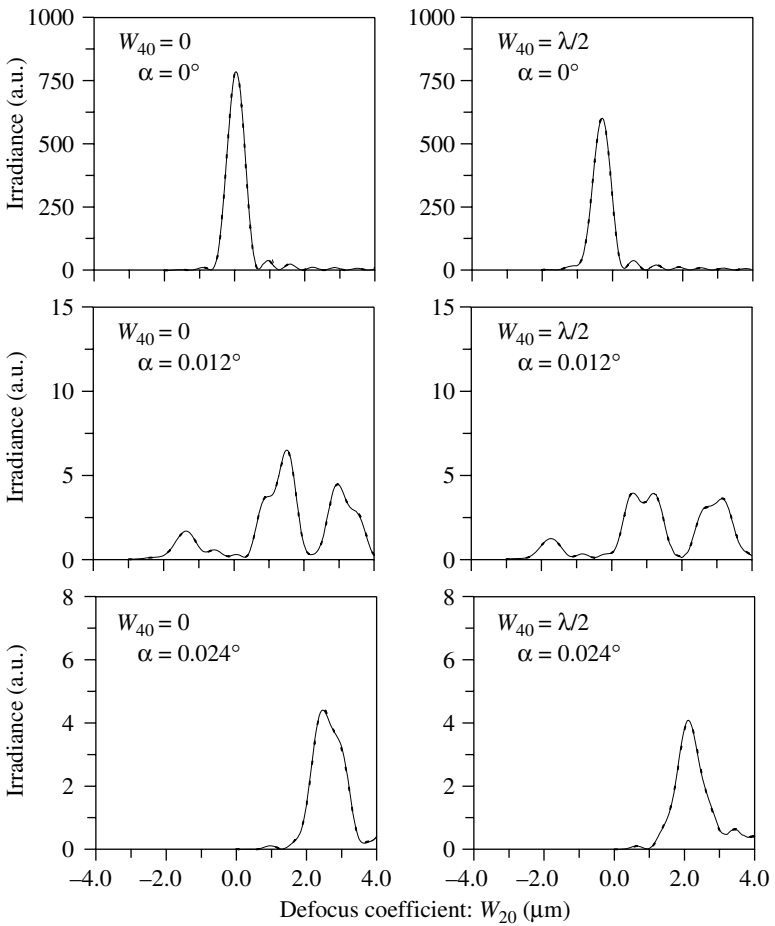 1000
750
500
250
0
Irradiance (a.u.)
W40 = 0
α = 0°
W40 = λ/2
α = 0°
15
10
5
0
Irradiance (a.u.)
W40 = 0
α = 0.012°
15
10
5
0
W40 = λ/2
α = 0.012°
8
6
4
2
0
Irradiance (a.u.)
W40 = 0
α = 0.024°
8
6
4
2
0
W40 = λ/2
α = 0.024°
1000
750
500
250
0
–4.0 –2.0 0.0 2.0 4.0
–4.0 –2.0 0.0 2.0 4.0
Defocus coefficient: W20 (μm)